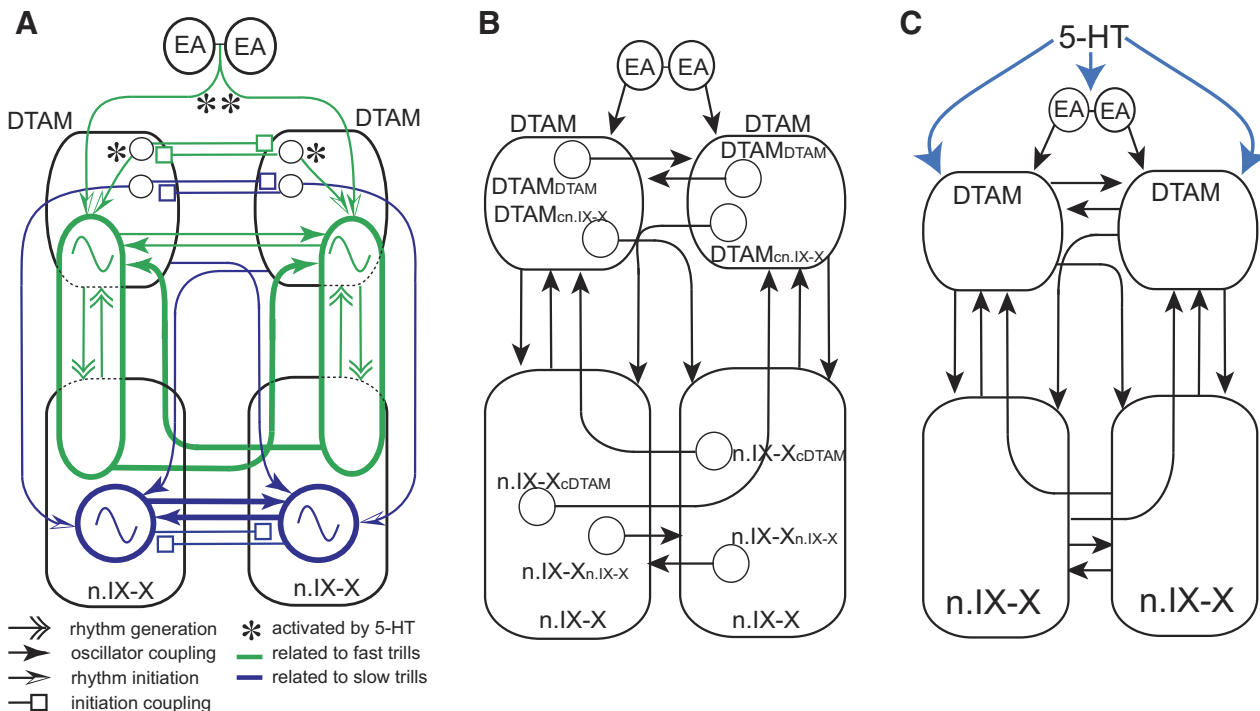 A
EA EA
* *
DTAM DTAM
* *
n.IX-X n.IX-X
rhythm generation
oscillator coupling
rhythm initiation
initiation coupling
* activated by 5-HT
related to fast trills
related to slow trills
B
EA EA
DTAM DTAM
DTAMDTAM
DTAMDTAM
DTAMcn.IX-X
DTAMcn.IX-X
n.IX-XcDTAM
n.IX-XcDTAM
n.IX-Xn.IX-X
n.IX-Xn.IX-X
n.IX-X n.IX-X
C
5-HT
EA EA
DTAM DTAM
n.IX-X n.IX-X